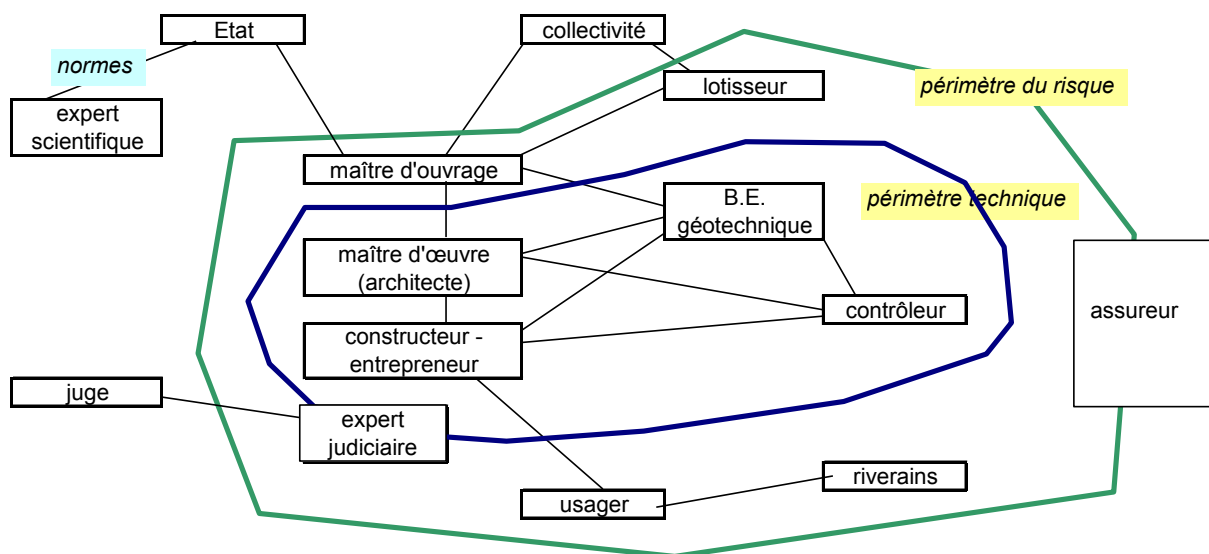 Etat
collectivité
normes
lotisseur
périmètre du risque
expert
scientifique
maître d'ouvrage
B.E.
géotechnique
périmètre technique
maître d'œuvre
(architecte)
contrôleur
assureur
constructeur -
entrepreneur
juge
expert
judiciaire
riverains
usager